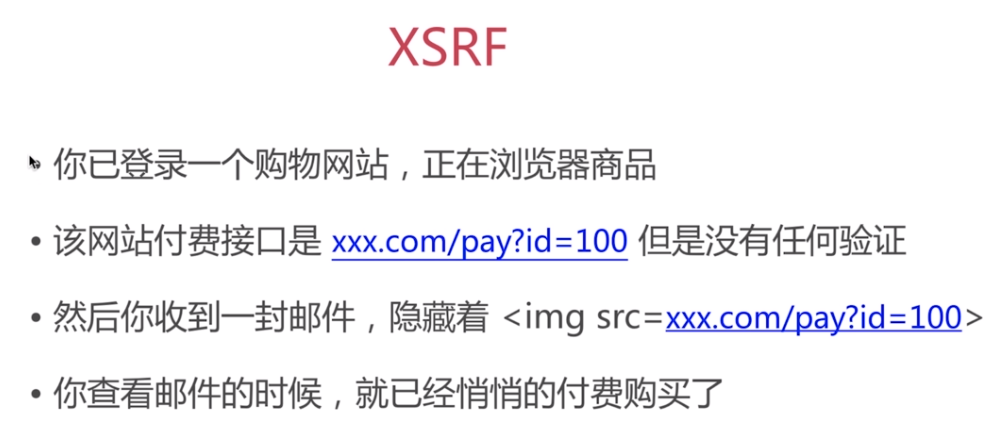 XSRF
你已登录一个购物网站，正在浏览器商品
• 该网站付费接口是 xxx.com/pay?id=100 但是没有任何验证
• 然后你收到一封邮件，隐藏着 <img src=xxx.com/pay?id=100>
• 你查看邮件的时候，就已经悄悄的付费购买了